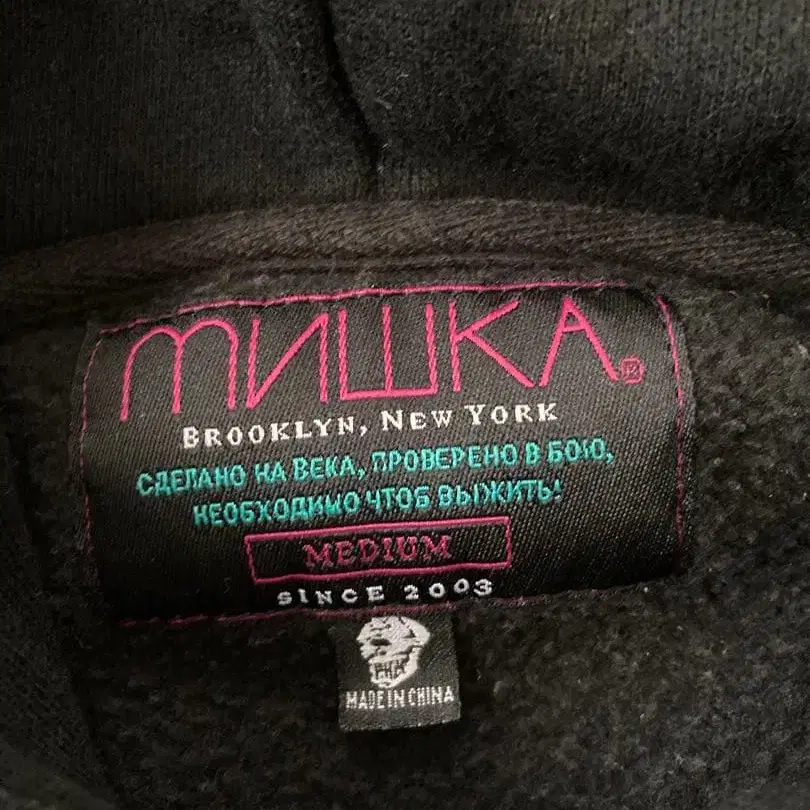 МИШКА®
BROOKLYN, NEW YORK
СДЕЛАНО НА ВЕКА, ПРОВЕРЕНО В БОЮ,
НЕОБХОДИМО ЧТОБ ВЫЖИТЬ!
MEDIUM
SINCE 2003
MADE IN CHINA